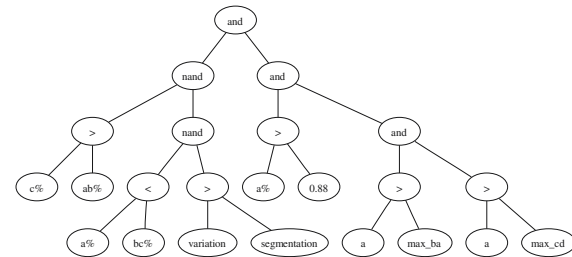 and
nand and
> nand > and
c% ab% < > a% 0.88 > >
a% bc% variation segmentation a max_ba a max_cd